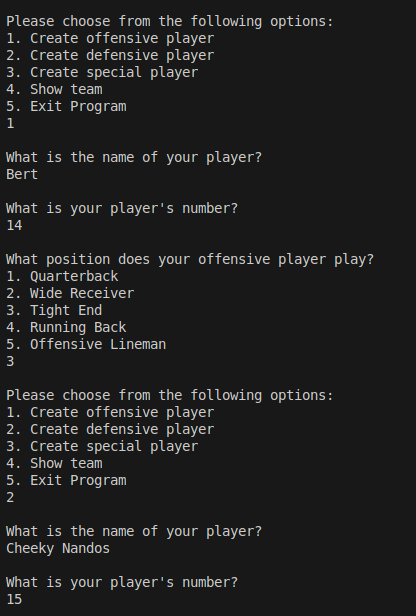 Please choose from the following options:
1. Create offensive player
2. Create defensive player
3. Create special player
4. Show team
5. Exit Program
1
What is the name of your player?
Bert
What is your player's number?
14
What position does your offensive player play?
1. Quarterback
2. Wide Receiver
3. Tight End
4. Running Back
5. Offensive Lineman
3
Please choose from the following options:
1. Create offensive player
2. Create defensive player
3. Create special player
4. Show team
5. Exit Program
2
What is the name of your player?
Cheeky Nandos
What is your player's number?
15